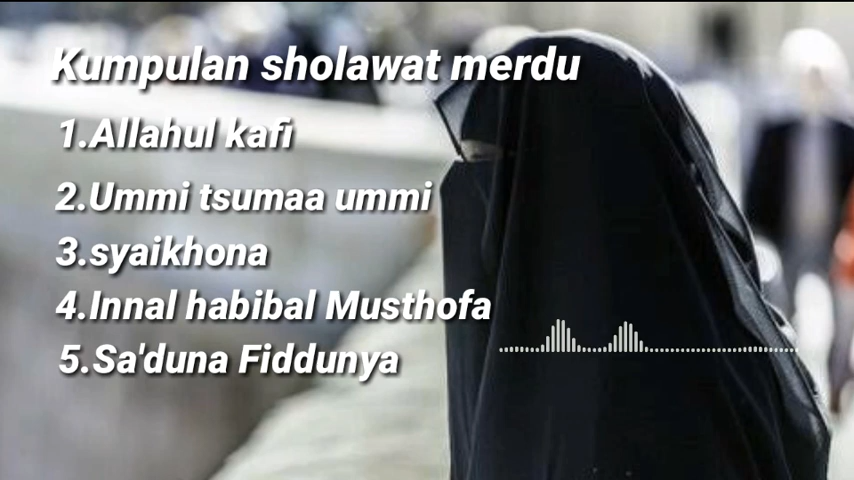 Kumpulan sholawat merdu
1.Allahul kafi
2.Ummi tsumaa ummi
3.syaikhona
4.Innal habibal Musthofa
5.Sa'duna Fiddunya